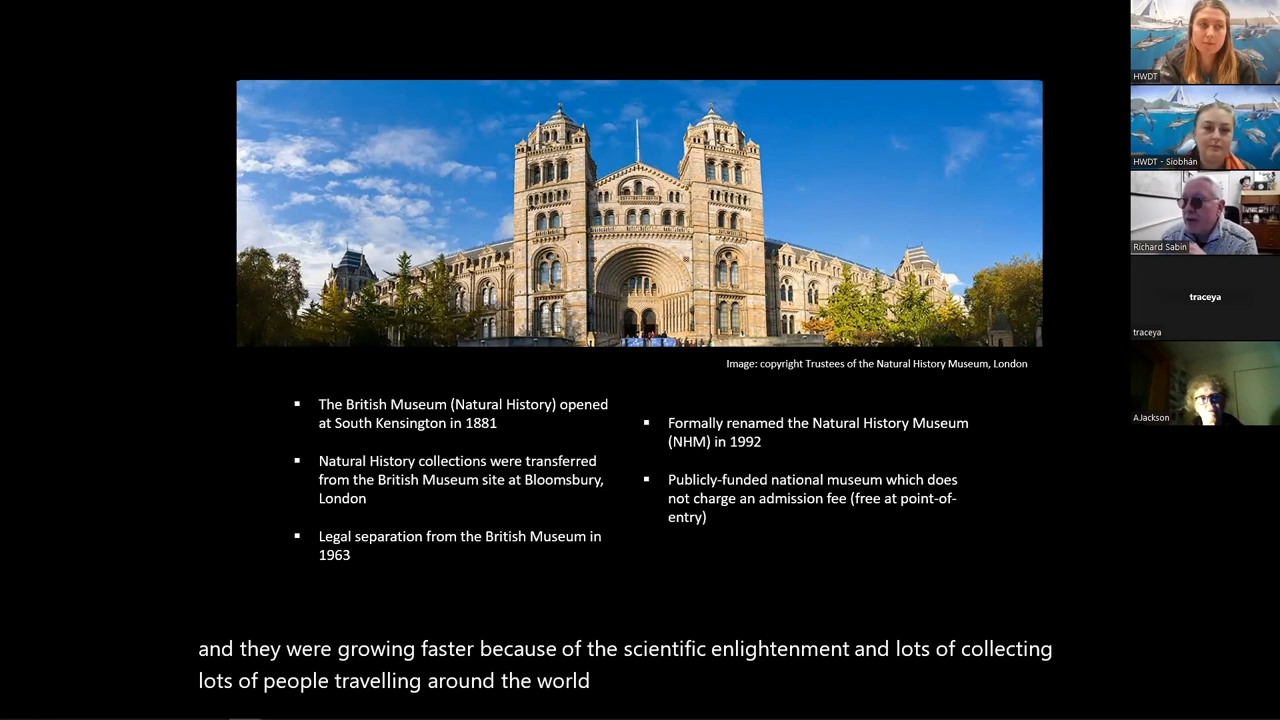 Image: copyright Trustees of the Natural History Museum, London
▪ The British Museum (Natural History) opened
at South Kensington in 1881
▪ Natural History collections were transferred
from the British Museum site at Bloomsbury,
London
▪ Legal separation from the British Museum in
1963
▪ Formally renamed the Natural History Museum
(NHM) in 1992
▪ Publicly-funded national museum which does
not charge an admission fee (free at point-of-
entry)
and they were growing faster because of the scientific enlightenment and lots of collecting
lots of people travelling around the world
HWDT
HWDT - Siobhán
Richard Sabin
traceya
traceya
AJackson